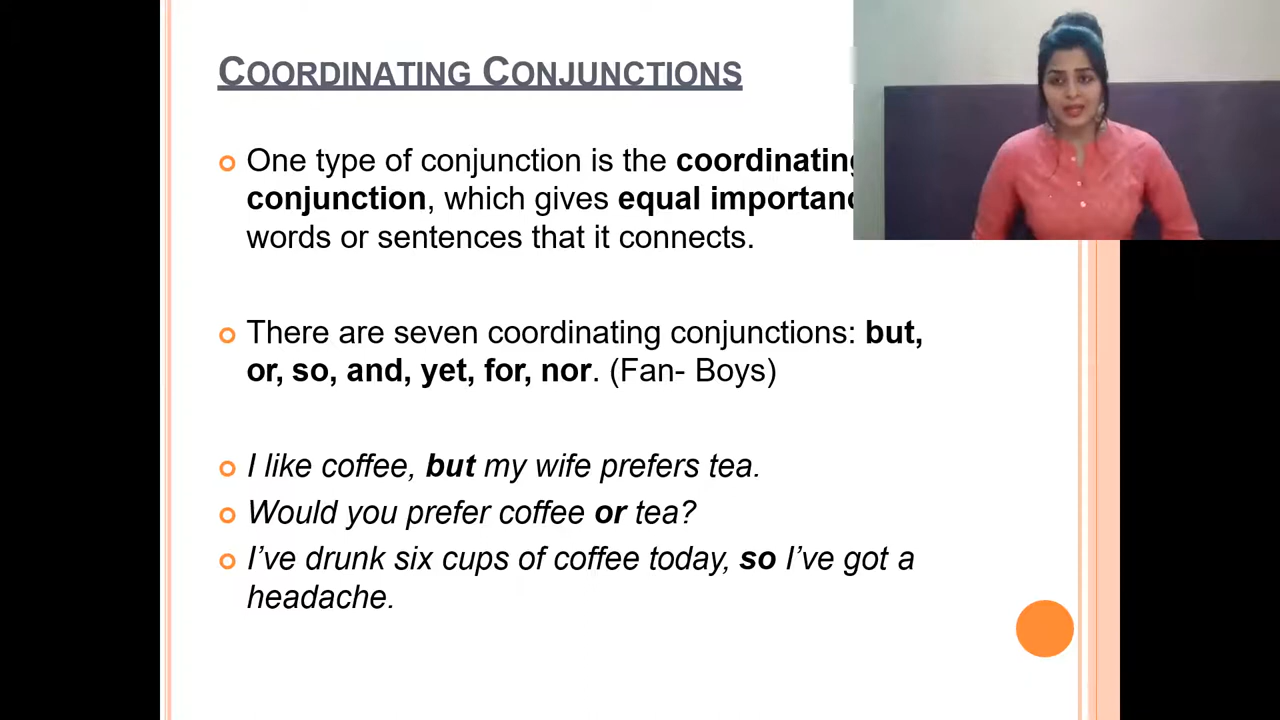 COORDINATING CONJUNCTIONS
One type of conjunction is the coordinating
conjunction, which gives equal
words or sentences that it connects.
There are seven coordinating conjunctions: but,
or, so, and, yet, for, nor. (Fan- Boys)
I like coffee, but my wife prefers tea.
Would you prefer coffee or tea?
I've drunk six cups of coffee today, so I've got a
headache.